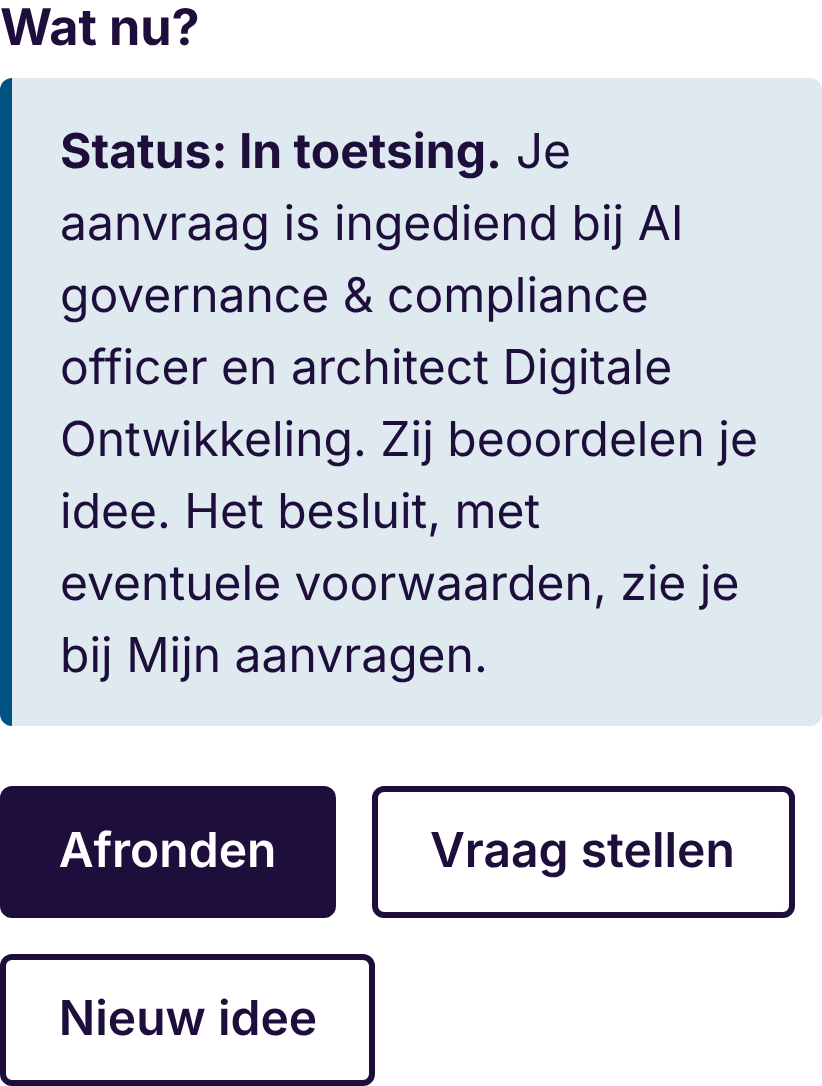 Wat nu?
Status: In toetsing. Je
aanvraag is ingediend bij AI
governance & compliance
officer en architect Digitale
Ontwikkeling. Zij beoordelen je
idee. Het besluit, met
eventuele voorwaarden, zie je
bij Mijn aanvragen.
Afronden
Vraag stellen
Nieuw idee